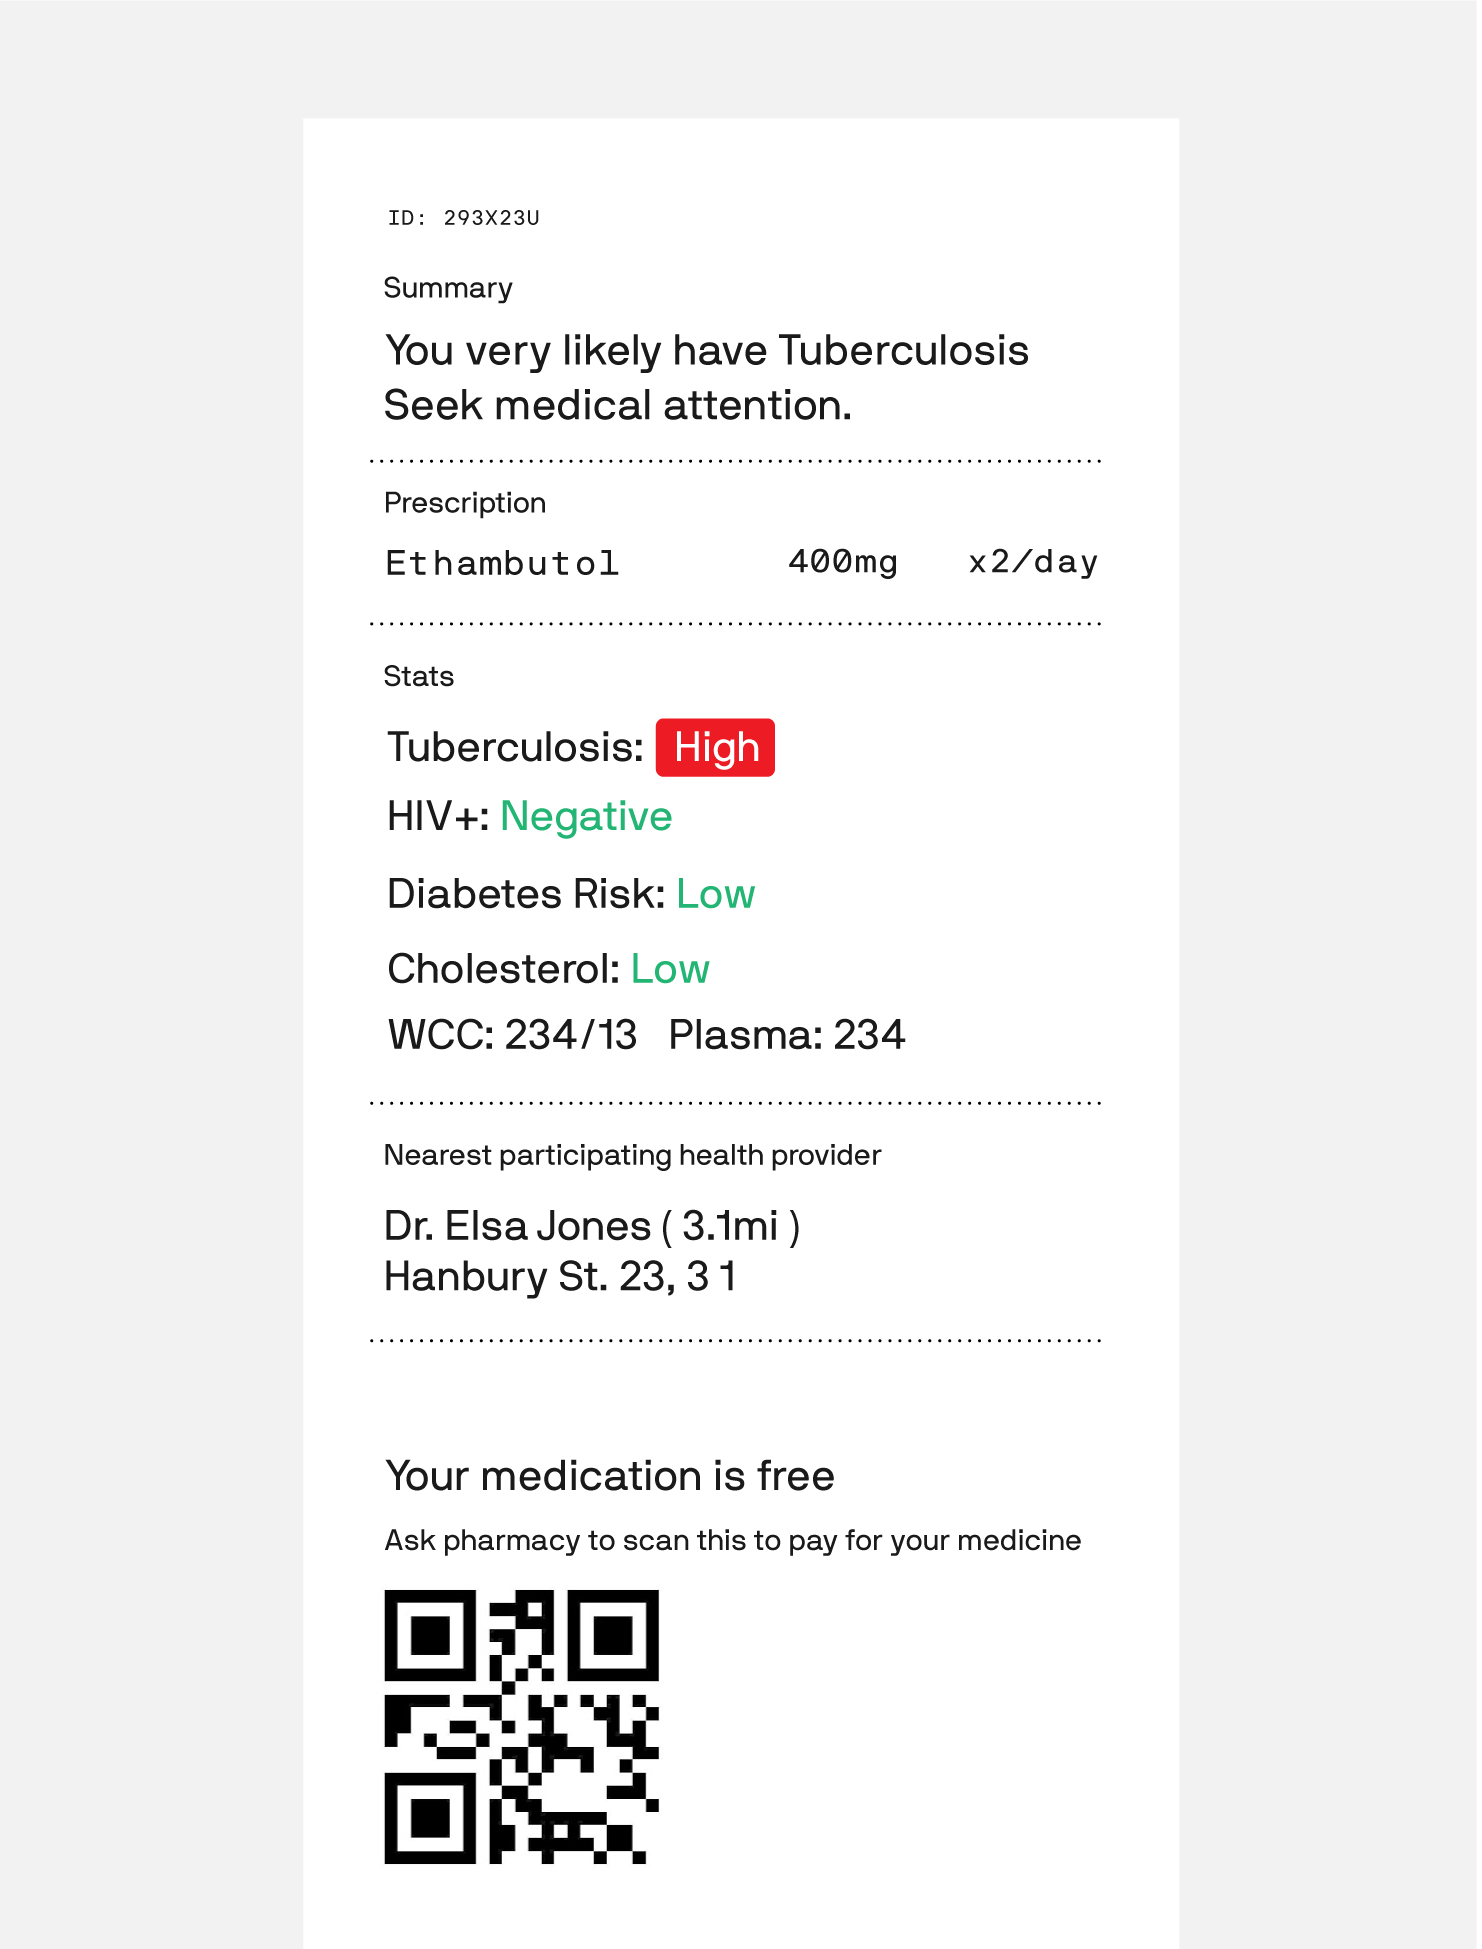 ID: 293X23U
Summary
You very likely have Tuberculosis
Seek medical attention.
Prescription
Ethambutol 400mg x2/day
Stats
Tuberculosis: High
HIV+: Negative
Diabetes Risk: Low
Cholesterol: Low
WCC: 234/13 Plasma: 234
Nearest participating health provider
Dr. Elsa Jones ( 3.1mi )
Hanbury St. 23, 3 1
Your medication is free
Ask pharmacy to scan this to pay for your medicine